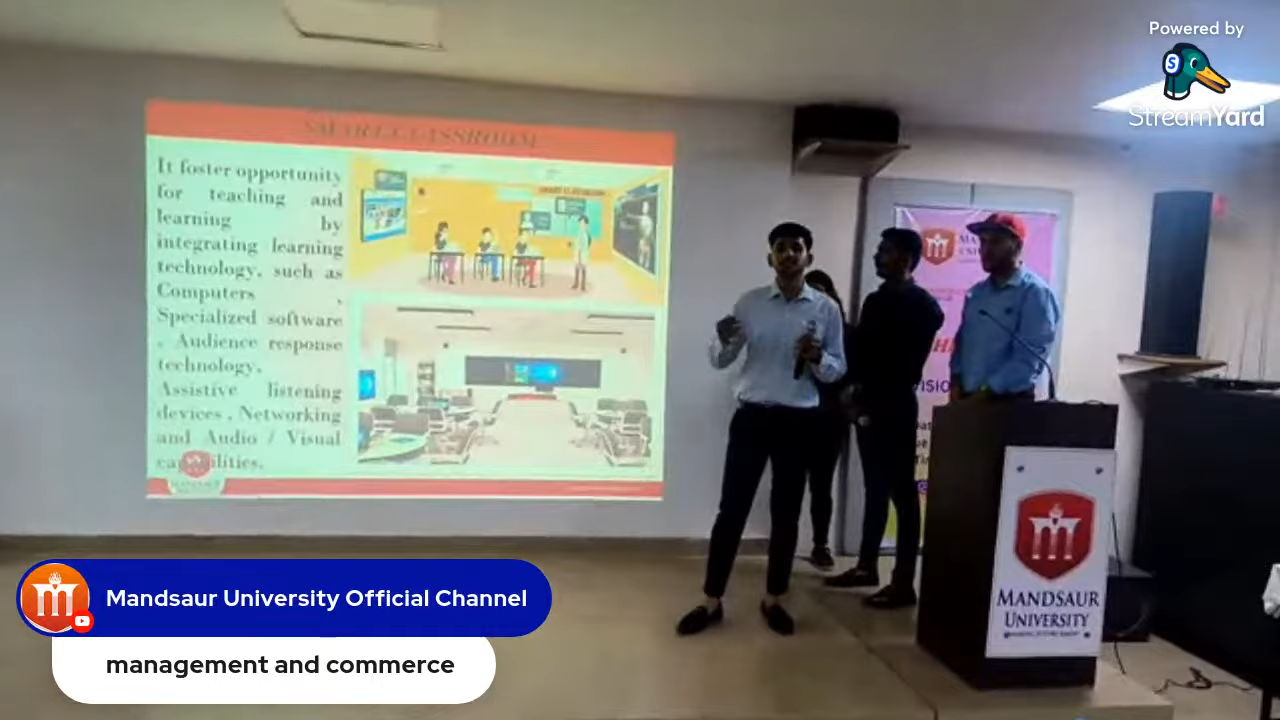 Powered by
StreamYard
SMART CLASSROOM
It foster opportunity
for teaching and
learning by
integrating learning
technology, such as
Computers ,
Specialized software
, Audience response
technology,
Assistive listening
devices , Networking
and Audio / Visual
capabilities.
MANDSAUR
UNIVERSITY
Mandsaur University Official Channel
management and commerce